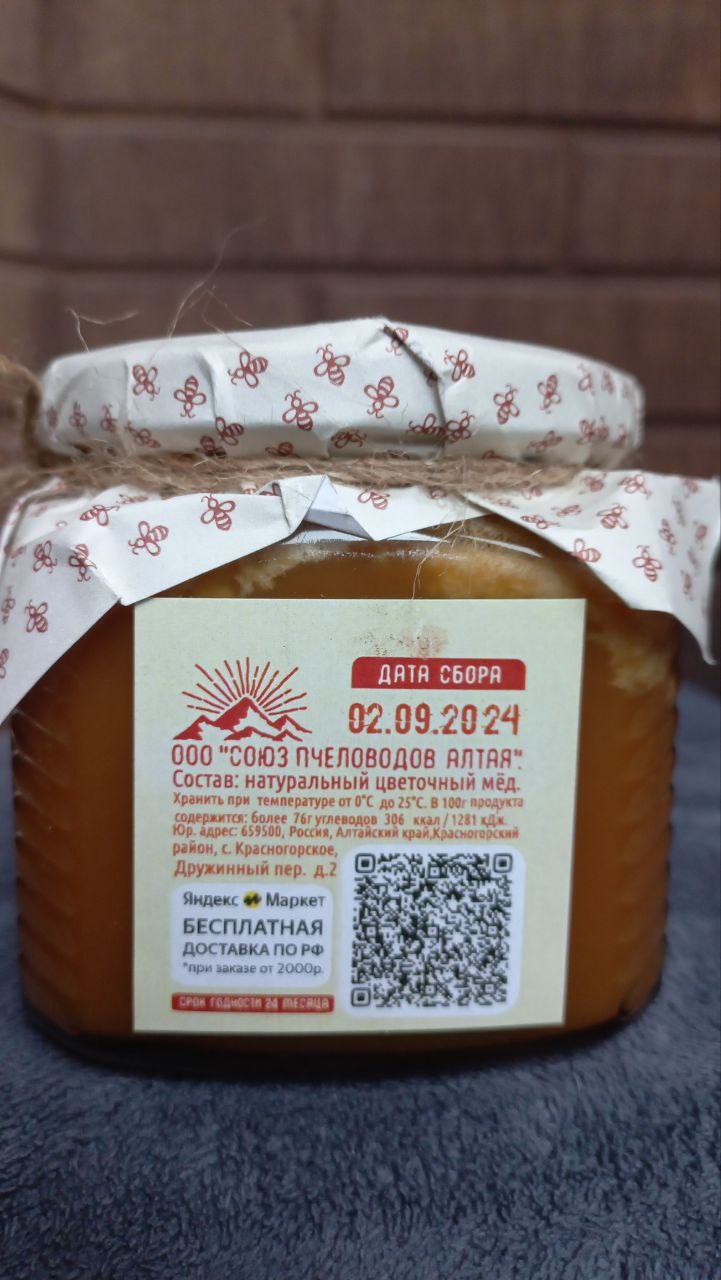 ДАТА СБОРА
02.09.2024
ООО "СОЮЗ ПЧЕЛОВОДОВ АЛТАЯ".
Состав: натуральный цветочный мёд.
Хранить при температуре от 0°С до 25°С. В 100г продукта
содержится: более 76г углеводов 306 ккал / 1281 кДж.
Юр. адрес: 659500, Россия, Алтайский край,Красногорский
район, с. Красногорское,
Дружинный пер. д.2
Яндекс Маркет
БЕСПЛАТНАЯ
ДОСТАВКА ПО РФ
*при заказе от 2000р.
СРОК ГОДНОСТИ 24 МЕСЯЦА